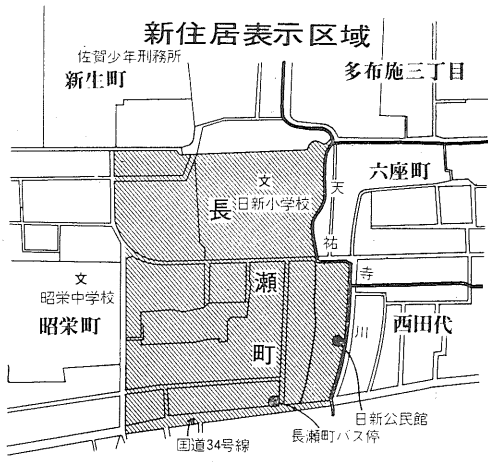 新住居表示区域
佐賀少年刑務所
新生町
多布施三丁目
六座町
文
日新小学校
天祐寺川
長瀬町
文
昭栄中学校
昭栄町
西田代
日新公民館
長瀬町バス停
国道34号線